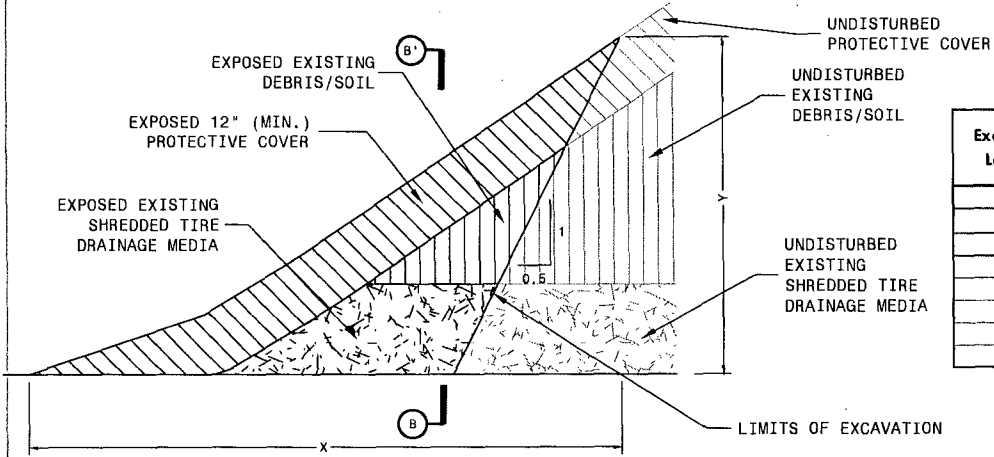 UNDISTURBED
PROTECTIVE COVER
B'
EXPOSED EXISTING
DEBRIS/SOIL
UNDISTURBED
EXISTING
DEBRIS/SOIL
EXPOSED 12" (MIN.)
PROTECTIVE COVER
EXPOSED EXISTING
SHREDDED TIRE
DRAINAGE MEDIA
Y
1
0.5
UNDISTURBED
EXISTING
SHREDDED TIRE
DRAINAGE MEDIA
B
LIMITS OF EXCAVATION
X